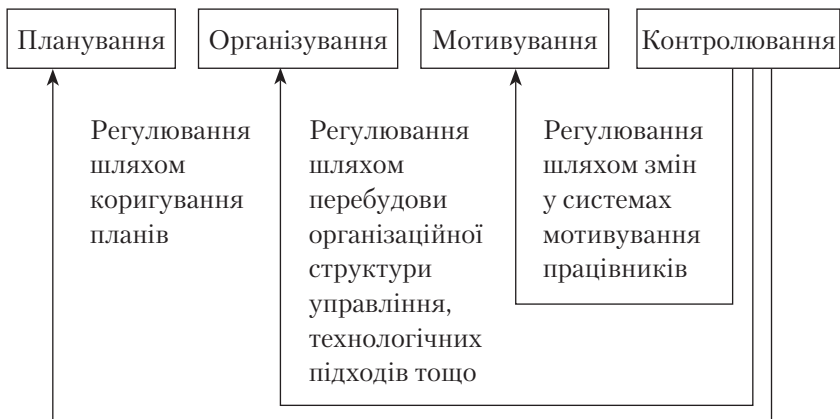 Планування
Організування
Мотивування
Контролювання
Регулювання
шляхом
коригування
планів
Регулювання
шляхом
перебудови
організаційної
структури
управління,
технологічних
підходів тощо
Регулювання
шляхом змін
у системах
мотивування
працівників